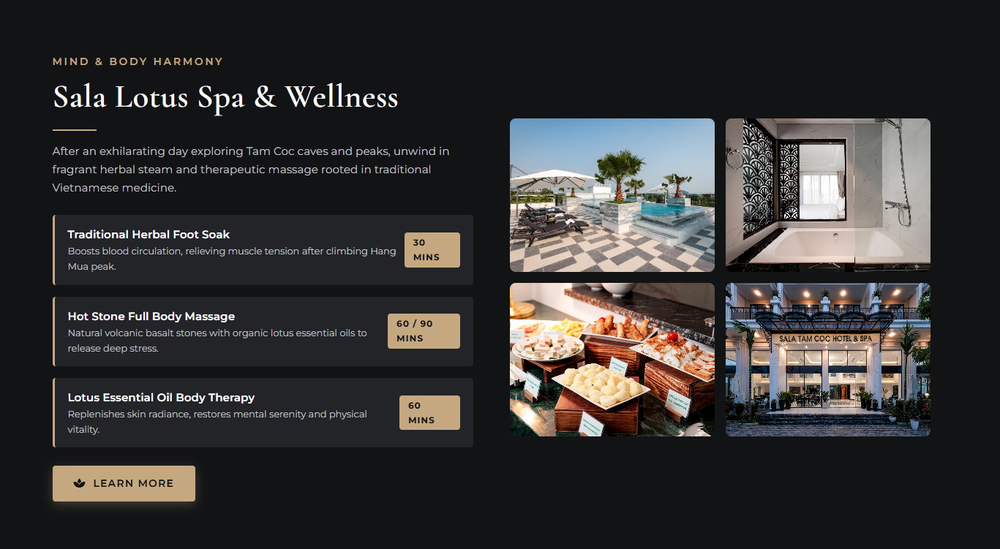 MIND & BODY HARMONY
Sala Lotus Spa & Wellness
After an exhilarating day exploring Tam Coc caves and peaks, unwind in
fragrant herbal steam and therapeutic massage rooted in traditional
Vietnamese medicine.
Traditional Herbal Foot Soak
Boosts blood circulation, relieving muscle tension after climbing Hang
Mua peak.
30
MINS
Hot Stone Full Body Massage
Natural volcanic basalt stones with organic lotus essential oils to
release deep stress.
60 / 90
MINS
Lotus Essential Oil Body Therapy
Replenishes skin radiance, restores mental serenity and physical
vitality.
60
MINS
LEARN MORE
SALA TAM COC HOTEL & SPA